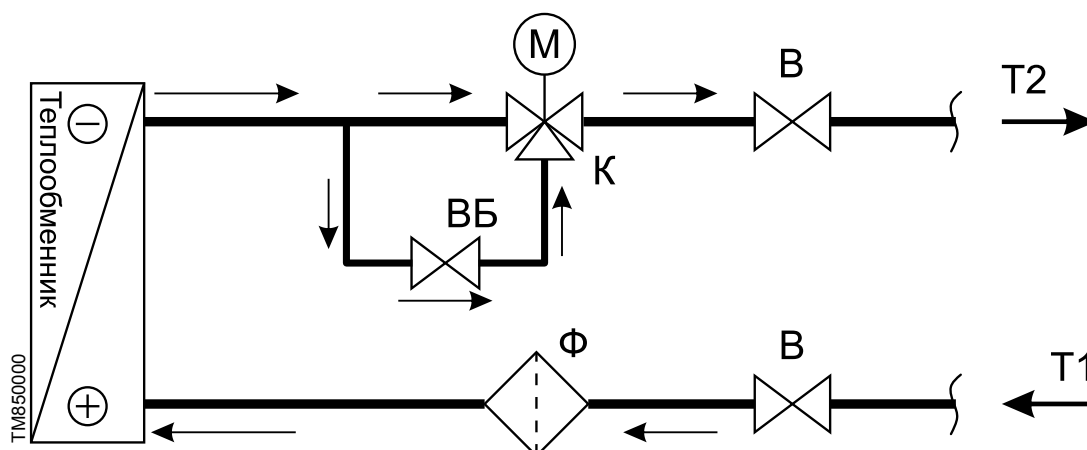 М
В
Т2
К
ВБ
Теплообменник
Ф
В
Т1
ТМ850000